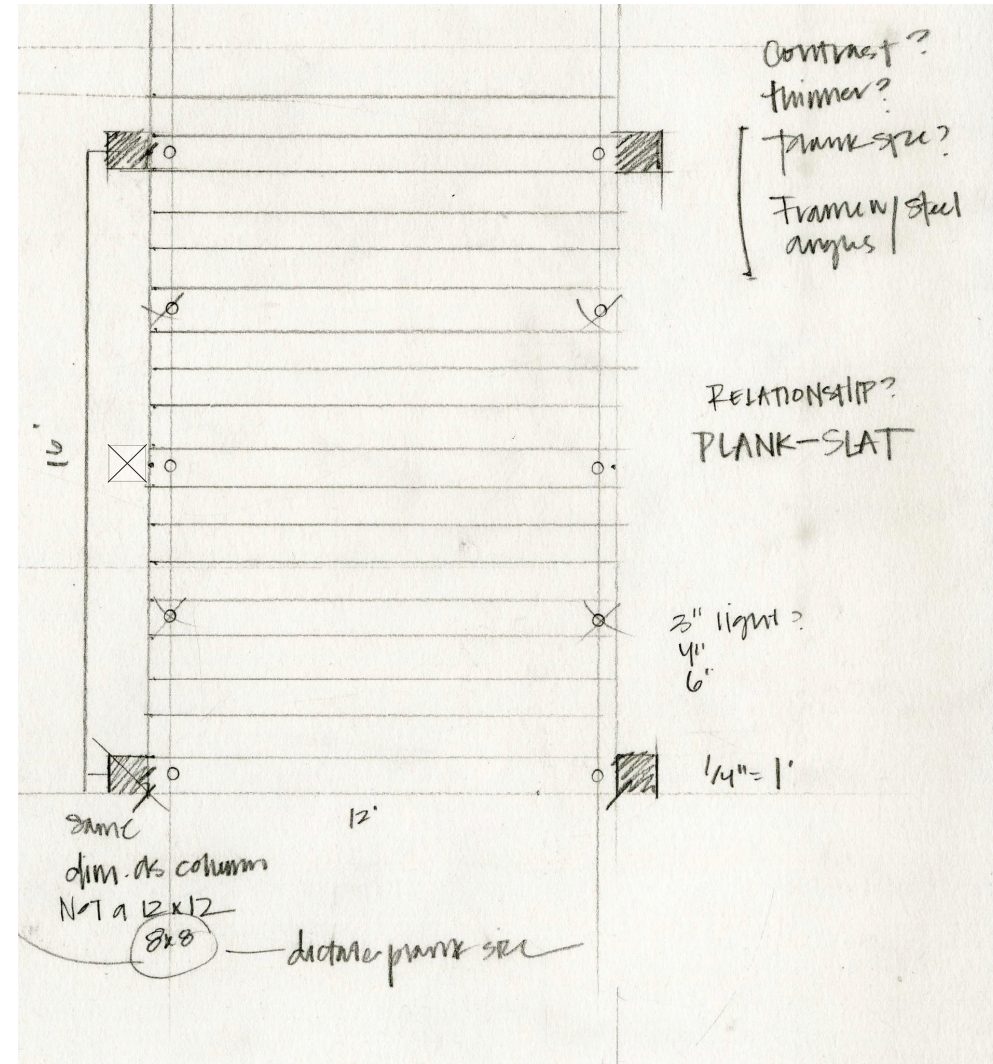 Contrast?
thinner?
plank size?
Frame w/ steel
angles
RELATIONSHIP?
PLANK-SLAT
16'
3" light?
4"
6"
1/4" = 1'
12'
same
dim. as column
Not a 12x12
8x8
dictate plank size